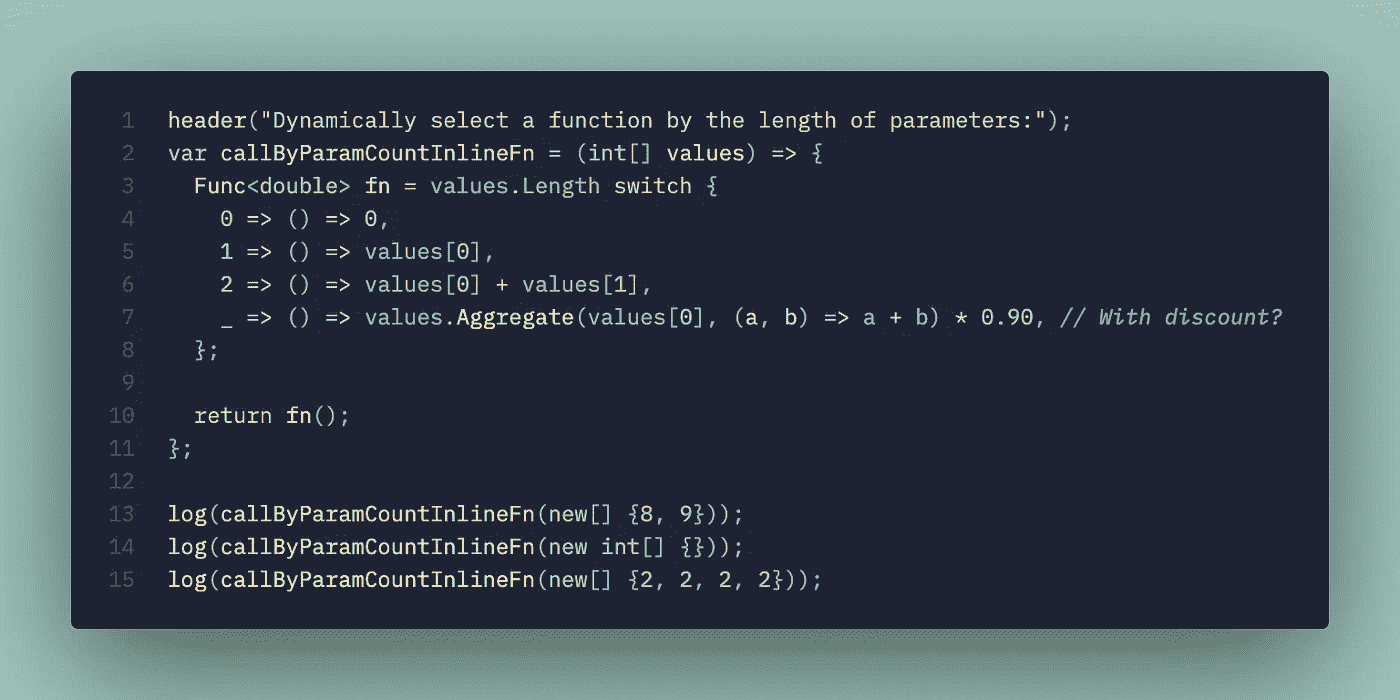 1 header("Dynamically select a function by the length of parameters:");
2 var callByParamCountInlineFn = (int[] values) => {
3   Func<double> fn = values.Length switch {
4     0 => () => 0,
5     1 => () => values[0],
6     2 => () => values[0] + values[1],
7     _ => () => values.Aggregate(values[0], (a, b) => a + b) * 0.90, // With discount?
8   };
9
10   return fn();
11 };
12
13 log(callByParamCountInlineFn(new[] {8, 9}));
14 log(callByParamCountInlineFn(new int[] {}));
15 log(callByParamCountInlineFn(new[] {2, 2, 2, 2}));